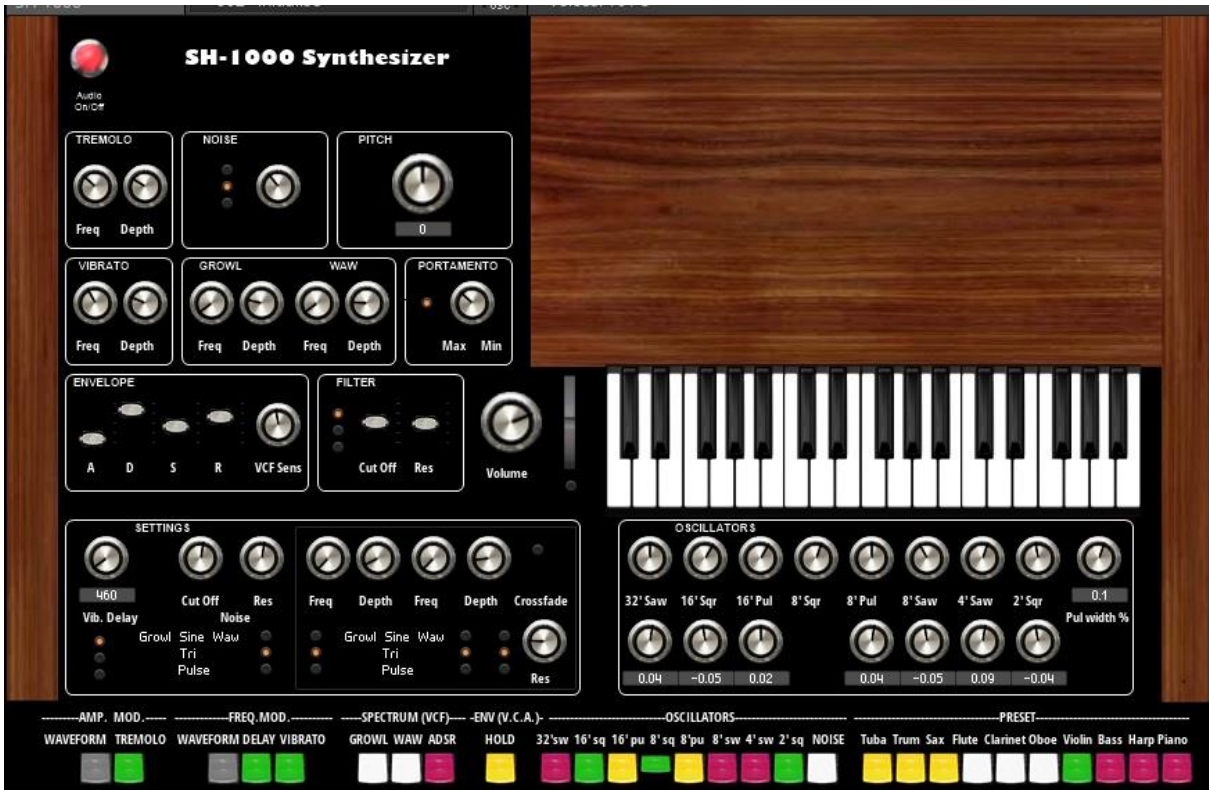 SH-1000 Synthesizer
Audio
On/Off
TREMOLO NOISE PITCH
0
Freq Depth
VIBRATO GROWL WAW PORTAMENTO
Freq Depth Freq Depth Freq Depth Max Min
ENVELOPE FILTER
A D S R VCF Sens Cut Off Res Volume
SETTINGS OSCILLATORS
460 Cut Off Res Freq Depth Freq Depth Crossfade
Vib. Delay Noise
32' Saw 16' Sqr 16' Pul 8' Sqr 8' Pul 8' Saw 4' Saw 2' Sqr 0.1
Pul width %
Growl Sine Waw Growl Sine Waw
Tri Tri
Pulse Pulse Res
0.04 -0.05 0.02 0.04 -0.05 0.09 -0.04
---------AMP. MOD.----- ---------FREQ.MOD.--------- -----SPECTRUM (VCF)---- -ENV (V.C.A.)- --------------------------OSCILLATORS-------------------------- --------------------------------PRESET--------------------------------
WAVEFORM TREMOLO WAVEFORM DELAY VIBRATO GROWL WAW ADSR HOLD 32'sw 16' sq 16' pu 8' sq 8'pu 8' sw 4' sw 2' sq NOISE Tuba Trum Sax Flute Clarinet Oboe Violin Bass Harp Piano